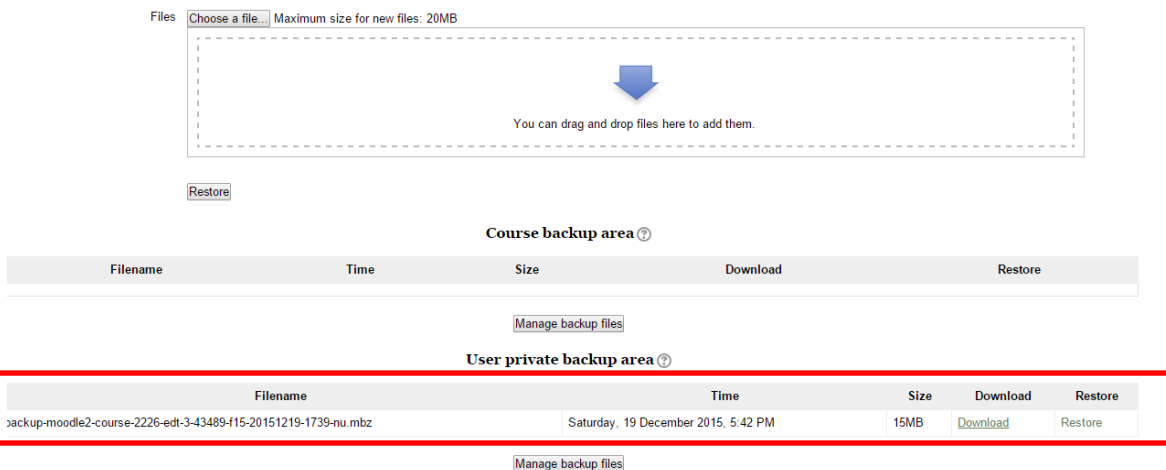 Files Choose a file... Maximum size for new files: 20MB
You can drag and drop files here to add them.
Restore
Course backup area ?
Filename Time Size Download Restore
Manage backup files
User private backup area ?
Filename Time Size Download Restore
backup-moodle2-course-2226-edt-3-43489-f15-20151219-1739-nu.mbz Saturday, 19 December 2015, 5:42 PM 15MB Download Restore
Manage backup files